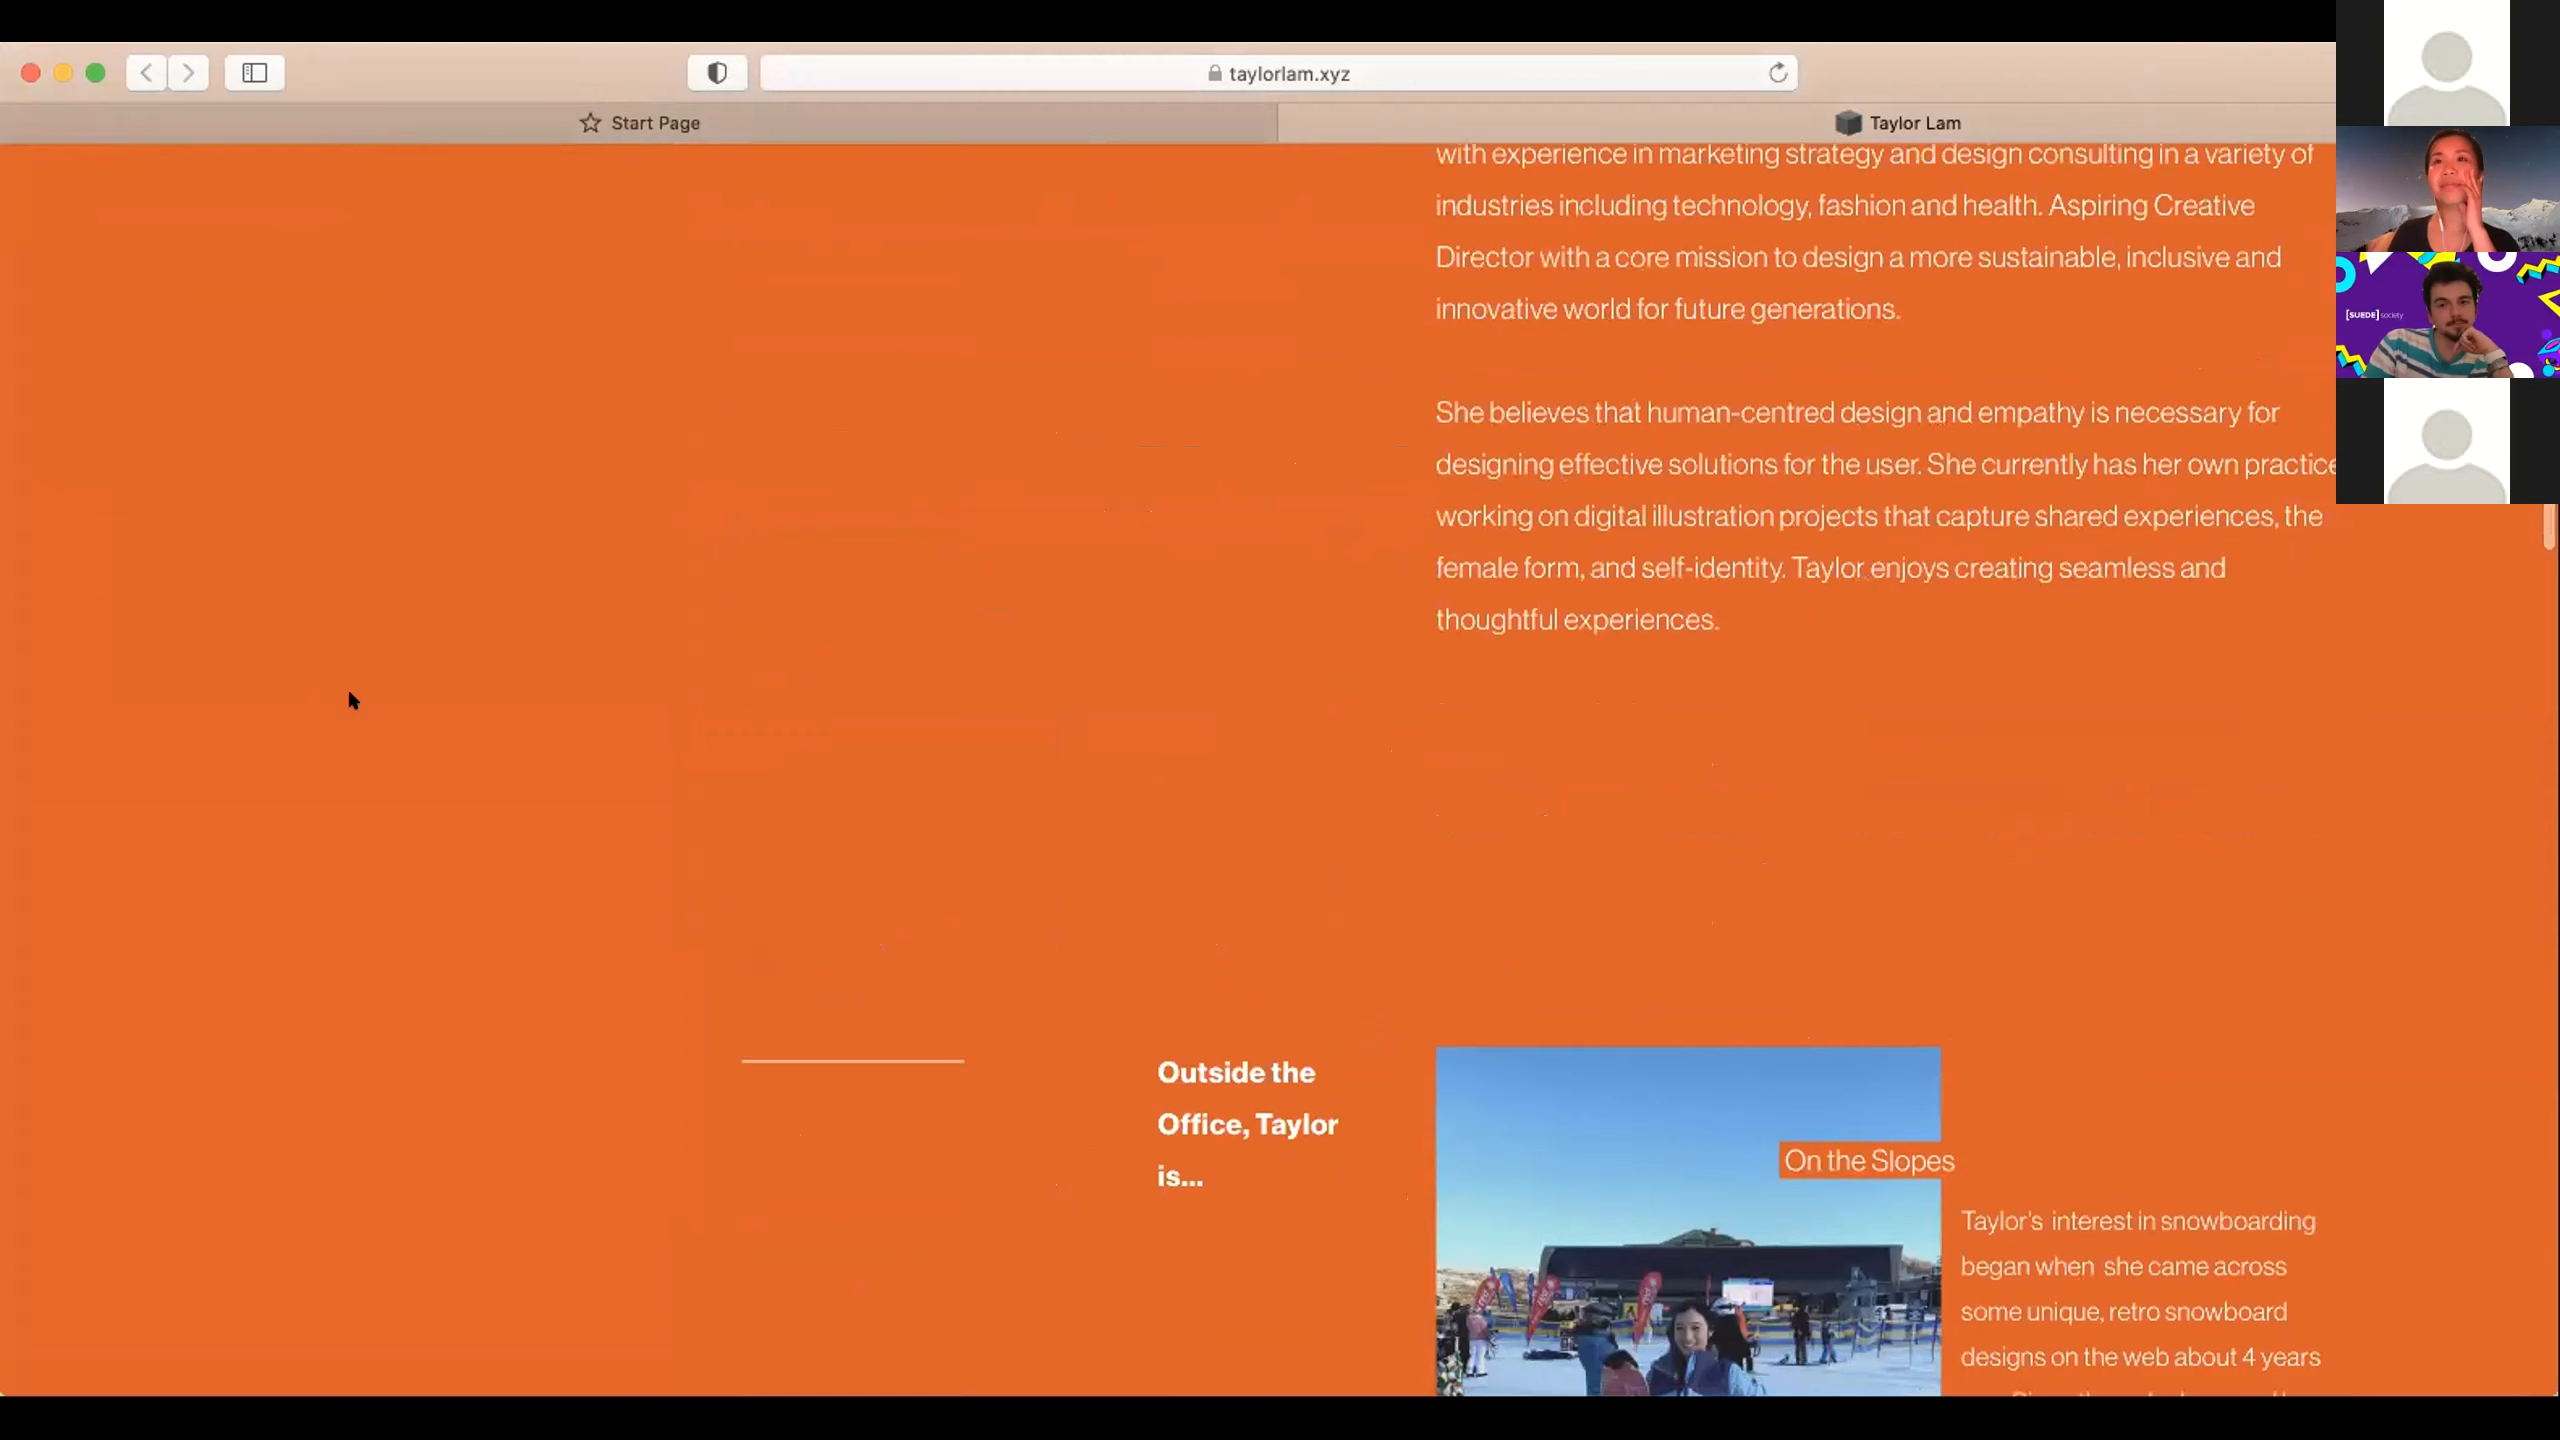 taylorlam.xyz
Start Page
Taylor Lam
with experience in marketing strategy and design consulting in a variety of
industries including technology, fashion and health. Aspiring Creative
Director with a core mission to design a more sustainable, inclusive and
innovative world for future generations.
She believes that human-centred design and empathy is necessary for
designing effective solutions for the user. She currently has her own practice
working on digital illustration projects that capture shared experiences, the
female form, and self-identity. Taylor enjoys creating seamless and
thoughtful experiences.
[SUEDE] society
Outside the
Office, Taylor
is...
On the Slopes
Taylor's interest in snowboarding
began when she came across
some unique, retro snowboard
designs on the web about 4 years